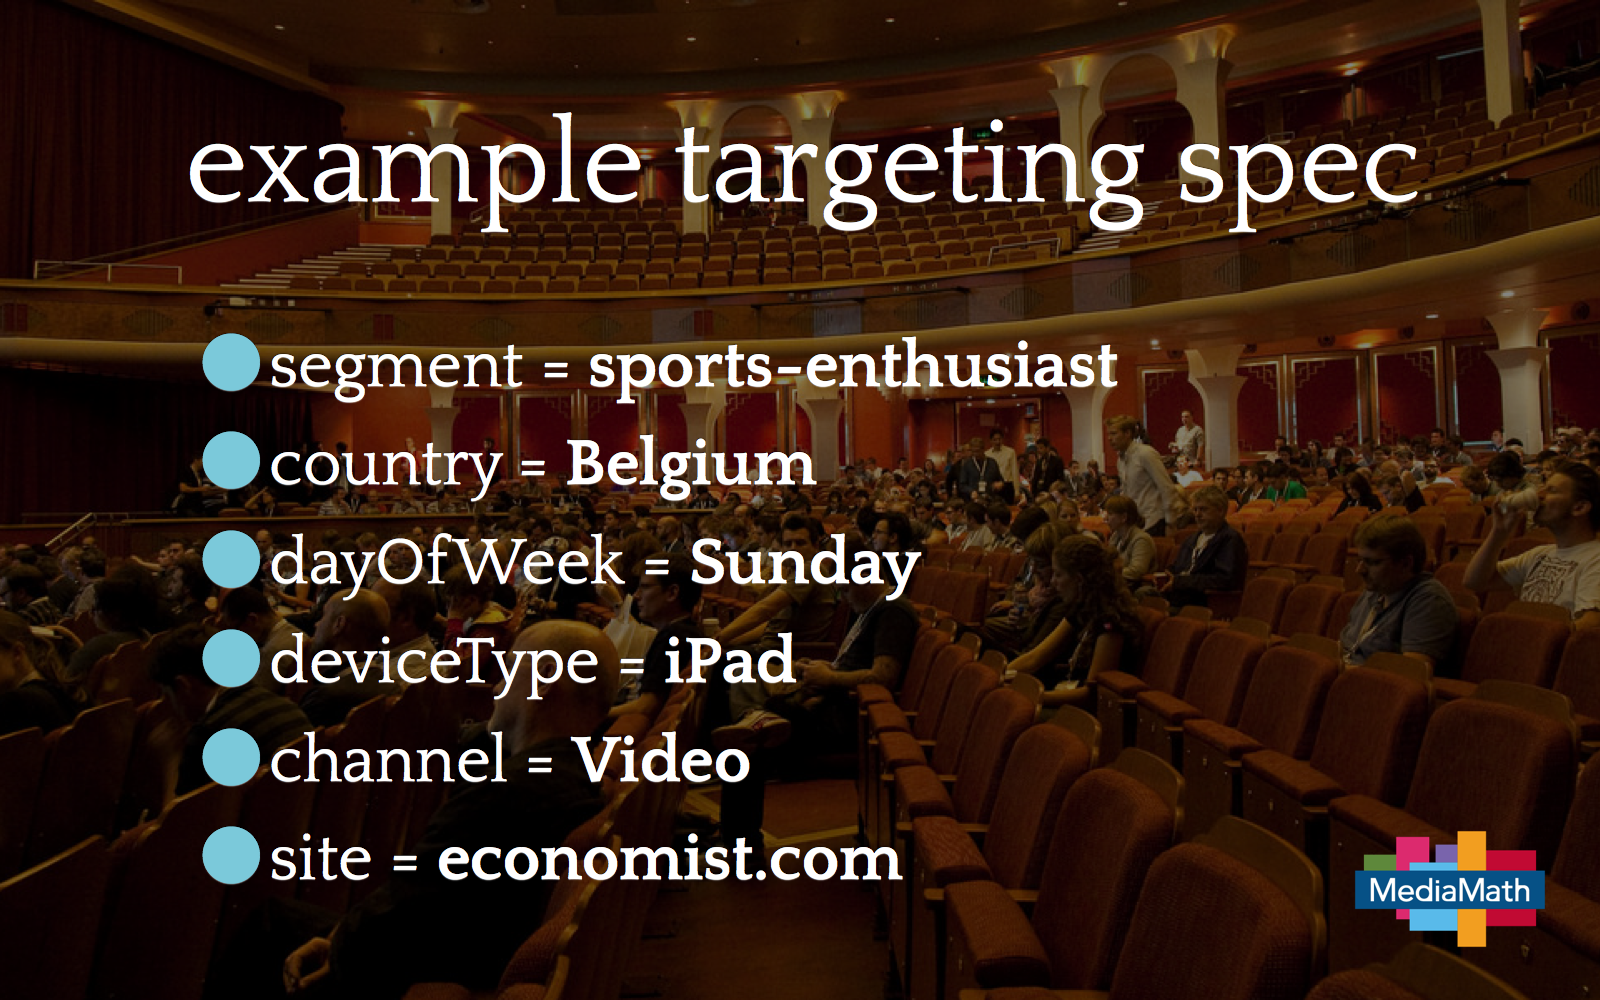 example targeting spec
segment = sports-enthusiast
country = Belgium
dayOfWeek = Sunday
deviceType = iPad
channel = Video
site = economist.com
MediaMath